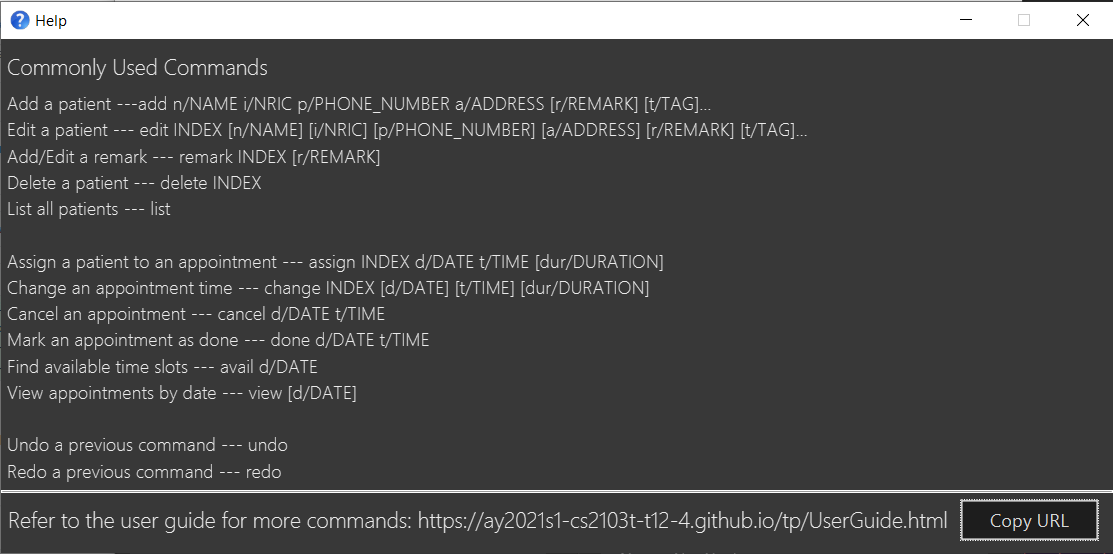 Help
Commonly Used Commands
Add a patient ---add n/NAME i/NRIC p/PHONE_NUMBER a/ADDRESS [r/REMARK] [t/TAG]...
Edit a patient --- edit INDEX [n/NAME] [i/NRIC] [p/PHONE_NUMBER] [a/ADDRESS] [r/REMARK] [t/TAG]...
Add/Edit a remark --- remark INDEX [r/REMARK]
Delete a patient --- delete INDEX
List all patients --- list
Assign a patient to an appointment --- assign INDEX d/DATE t/TIME [dur/DURATION]
Change an appointment time --- change INDEX [d/DATE] [t/TIME] [dur/DURATION]
Cancel an appointment --- cancel d/DATE t/TIME
Mark an appointment as done --- done d/DATE t/TIME
Find available time slots --- avail d/DATE
View appointments by date --- view [d/DATE]
Undo a previous command --- undo
Redo a previous command --- redo
Refer to the user guide for more commands: https://ay2021s1-cs2103t-t12-4.github.io/tp/UserGuide.html
Copy URL